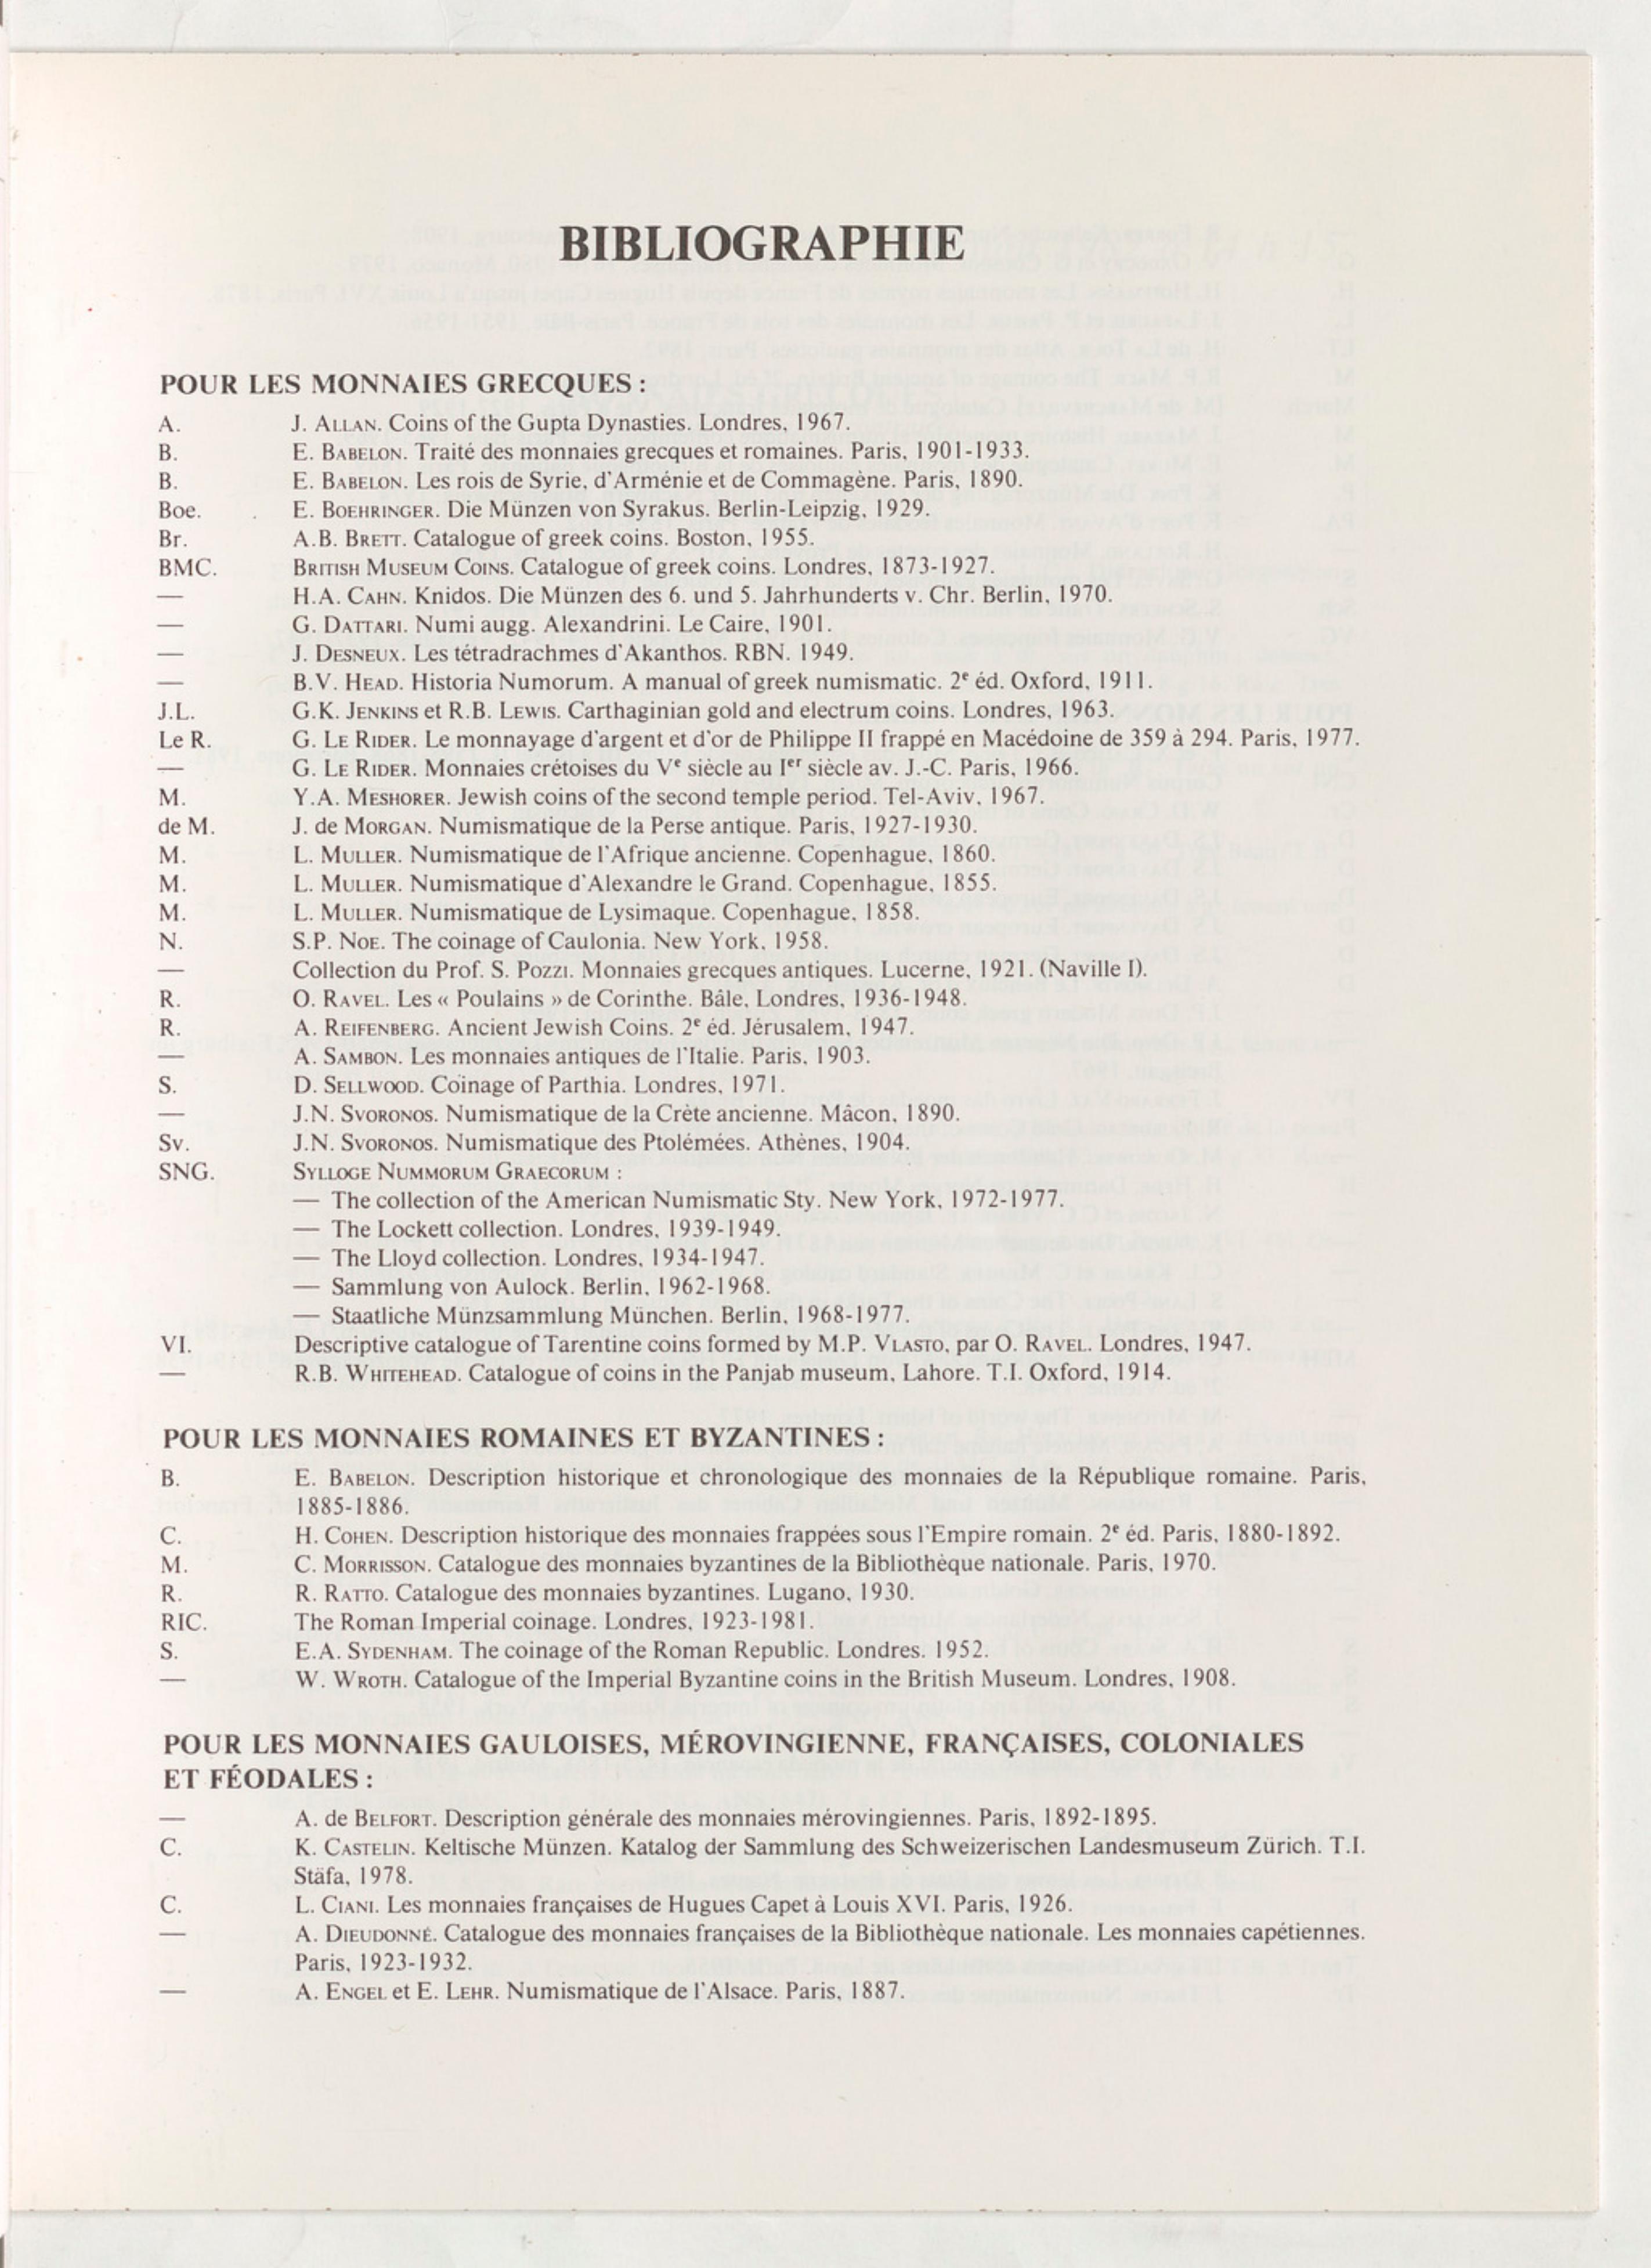 BIBLIOGRAPHIE
POUR LES MONNAIES GRECQUES :
A. J. ALLAN. Coins of the Gupta Dynasties. Londres, 1967.
B. E. BABELON. Traité des monnaies grecques et romaines. Paris, 1901-1933.
B. E. BABELON. Les rois de Syrie, d'Arménie et de Commagène. Paris, 1890.
Boe. E. BOEHRINGER. Die Münzen von Syrakus. Berlin-Leipzig, 1929.
Br. A.B. BRETT. Catalogue of greek coins. Boston, 1955.
BMC. BRITISH MUSEUM COINS. Catalogue of greek coins. Londres, 1873-1927.
— H.A. CAHN. Knidos. Die Münzen des 6. und 5. Jahrhunderts v. Chr. Berlin, 1970.
— G. DATTARI. Numi augg. Alexandrini. Le Caire, 1901.
— J. DESNEUX. Les tétradrachmes d'Akanthos. RBN. 1949.
— B.V. HEAD. Historia Numorum. A manual of greek numismatic. 2e éd. Oxford, 1911.
J.L. G.K. JENKINS et R.B. LEWIS. Carthaginian gold and electrum coins. Londres, 1963.
Le R. G. LE RIDER. Le monnayage d'argent et d'or de Philippe II frappé en Macédoine de 359 à 294. Paris, 1977.
— G. LE RIDER. Monnaies crétoises du Ve siècle au Ier siècle av. J.-C. Paris, 1966.
M. Y.A. MESHORER. Jewish coins of the second temple period. Tel-Aviv, 1967.
de M. J. de MORGAN. Numismatique de la Perse antique. Paris, 1927-1930.
M. L. MULLER. Numismatique de l'Afrique ancienne. Copenhague, 1860.
M. L. MULLER. Numismatique d'Alexandre le Grand. Copenhague, 1855.
M. L. MULLER. Numismatique de Lysimaque. Copenhague, 1858.
N. S.P. NOE. The coinage of Caulonia. New York, 1958.
— Collection du Prof. S. POZZI. Monnaies grecques antiques. Lucerne, 1921. (Naville I).
R. O. RAVEL. Les « Poulains » de Corinthe. Bâle, Londres, 1936-1948.
R. A. REIFENBERG. Ancient Jewish Coins. 2e éd. Jérusalem, 1947.
— A. SAMBON. Les monnaies antiques de l'Italie. Paris, 1903.
S. D. SELLWOOD. Coinage of Parthia. Londres, 1971.
— J.N. SVORONOS. Numismatique de la Crète ancienne. Mâcon, 1890.
Sv. J.N. SVORONOS. Numismatique des Ptolémées. Athènes, 1904.
SNG. SYLLOGE NUMMORUM GRAECORUM :
— The collection of the American Numismatic Sty. New York, 1972-1977.
— The Lockett collection. Londres, 1939-1949.
— The Lloyd collection. Londres, 1934-1947.
— Sammlung von Aulock. Berlin, 1962-1968.
— Staatliche Münzsammlung München. Berlin, 1968-1977.
VI. Descriptive catalogue of Tarentine coins formed by M.P. VLASTO, par O. RAVEL. Londres, 1947.
— R.B. WHITEHEAD. Catalogue of coins in the Panjab museum, Lahore. T.I. Oxford, 1914.
POUR LES MONNAIES ROMAINES ET BYZANTINES :
B. E. BABELON. Description historique et chronologique des monnaies de la République romaine. Paris,
1885-1886.
C. H. COHEN. Description historique des monnaies frappées sous l'Empire romain. 2e éd. Paris, 1880-1892.
M. C. MORRISSON. Catalogue des monnaies byzantines de la Bibliothèque nationale. Paris, 1970.
R. R. RATTO. Catalogue des monnaies byzantines. Lugano, 1930.
RIC. The Roman Imperial coinage. Londres, 1923-1981.
S. E.A. SYDENHAM. The coinage of the Roman Republic. Londres. 1952.
— W. WROTH. Catalogue of the Imperial Byzantine coins in the British Museum. Londres, 1908.
POUR LES MONNAIES GAULOISES, MÉROVINGIENNE, FRANÇAISES, COLONIALES
ET FÉODALES :
— A. de BELFORT. Description générale des monnaies mérovingiennes. Paris, 1892-1895.
C. K. CASTELIN. Keltische Münzen. Katalog der Sammlung des Schweizerischen Landesmuseum Zürich. T.I.
Stäfa, 1978.
C. L. CIANI. Les monnaies françaises de Hugues Capet à Louis XVI. Paris, 1926.
— A. DIEUDONNÉ. Catalogue des monnaies françaises de la Bibliothèque nationale. Les monnaies capétiennes.
Paris, 1923-1932.
— A. ENGEL et E. LEHR. Numismatique de l'Alsace. Paris, 1887.